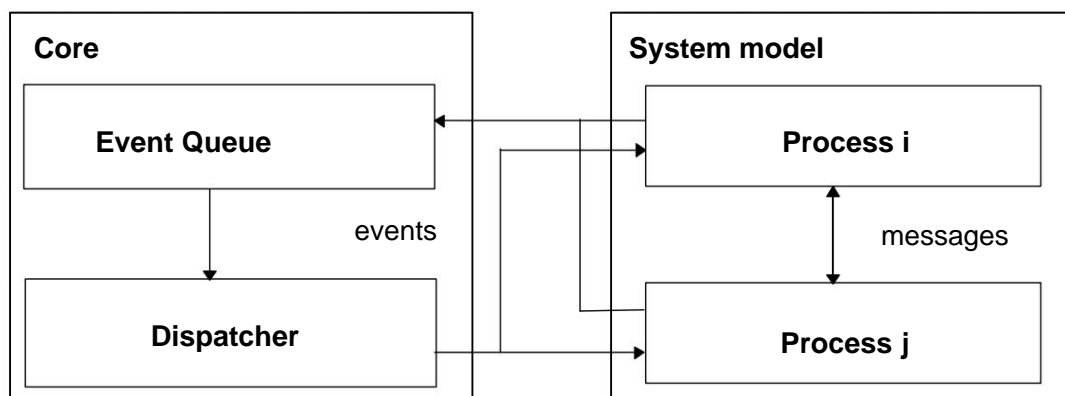 Core
System model
Event Queue
Process i
events
messages
Dispatcher
Process j